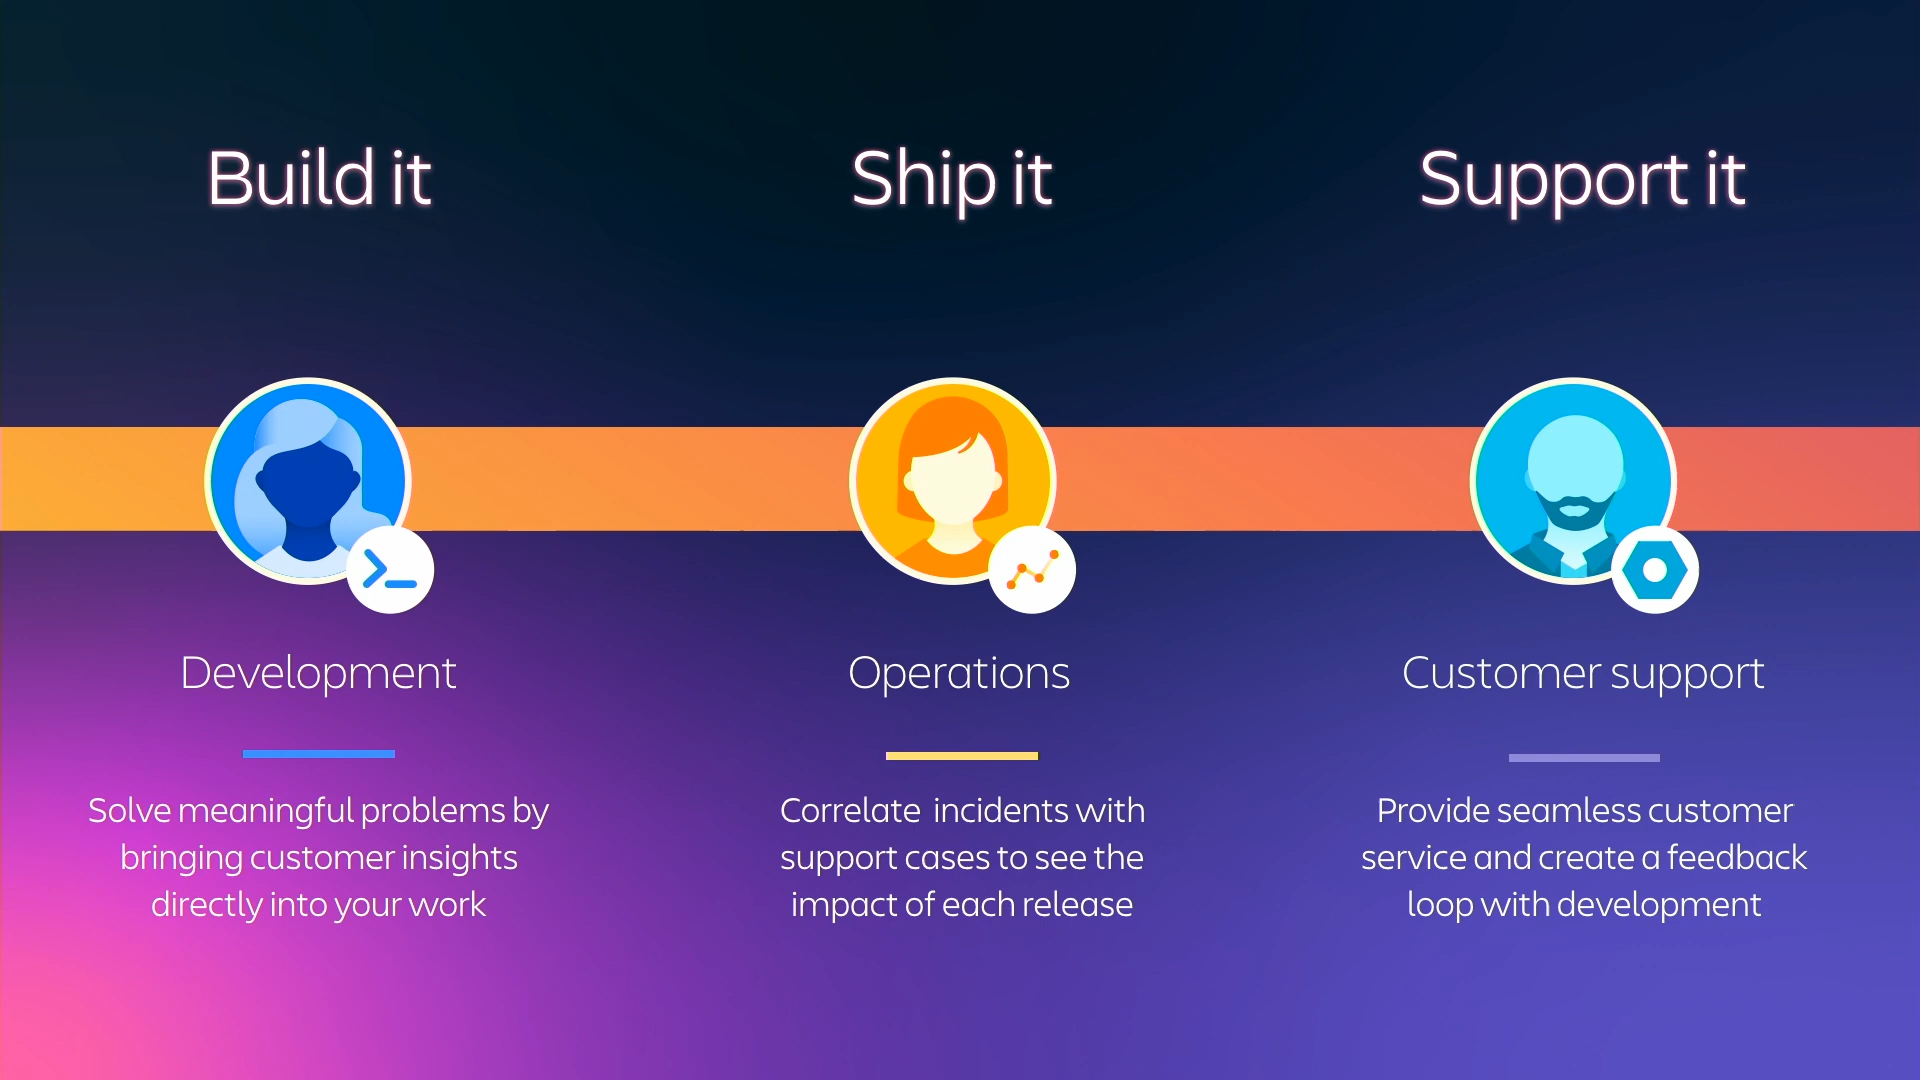 Build it
Ship it
Support it
Development
Operations
Customer support
Solve meaningful problems by
bringing customer insights
directly into your work
Correlate  incidents with
support cases to see the
impact of each release
Provide seamless customer
service and create a feedback
loop with development